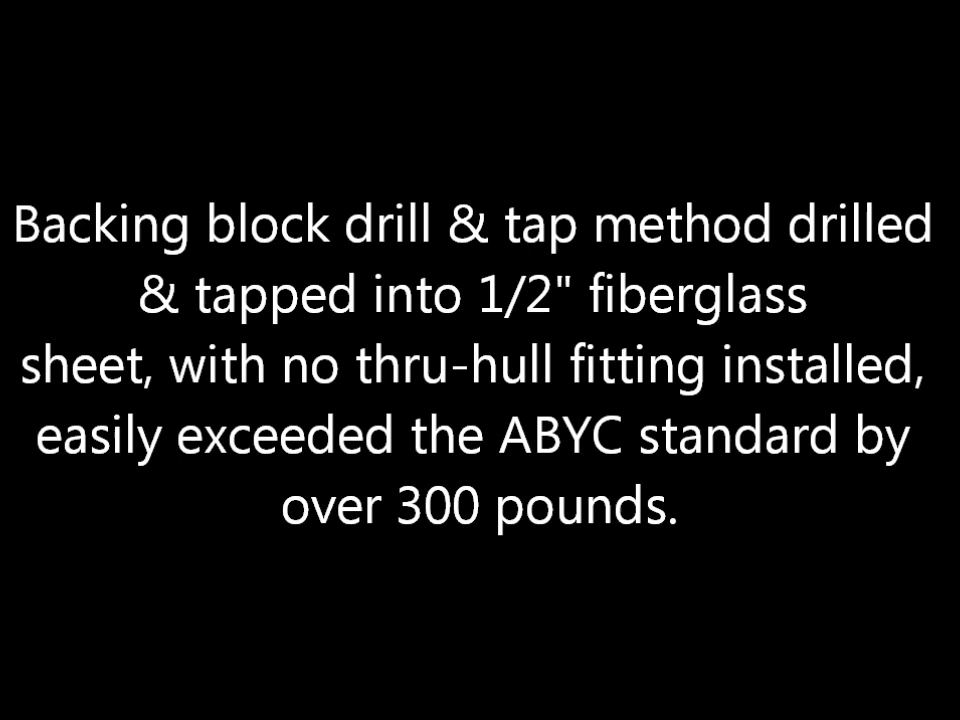 Backing block drill & tap method drilled
& tapped into 1/2" fiberglass
sheet, with no thru-hull fitting installed,
easily exceeded the ABYC standard by
over 300 pounds.